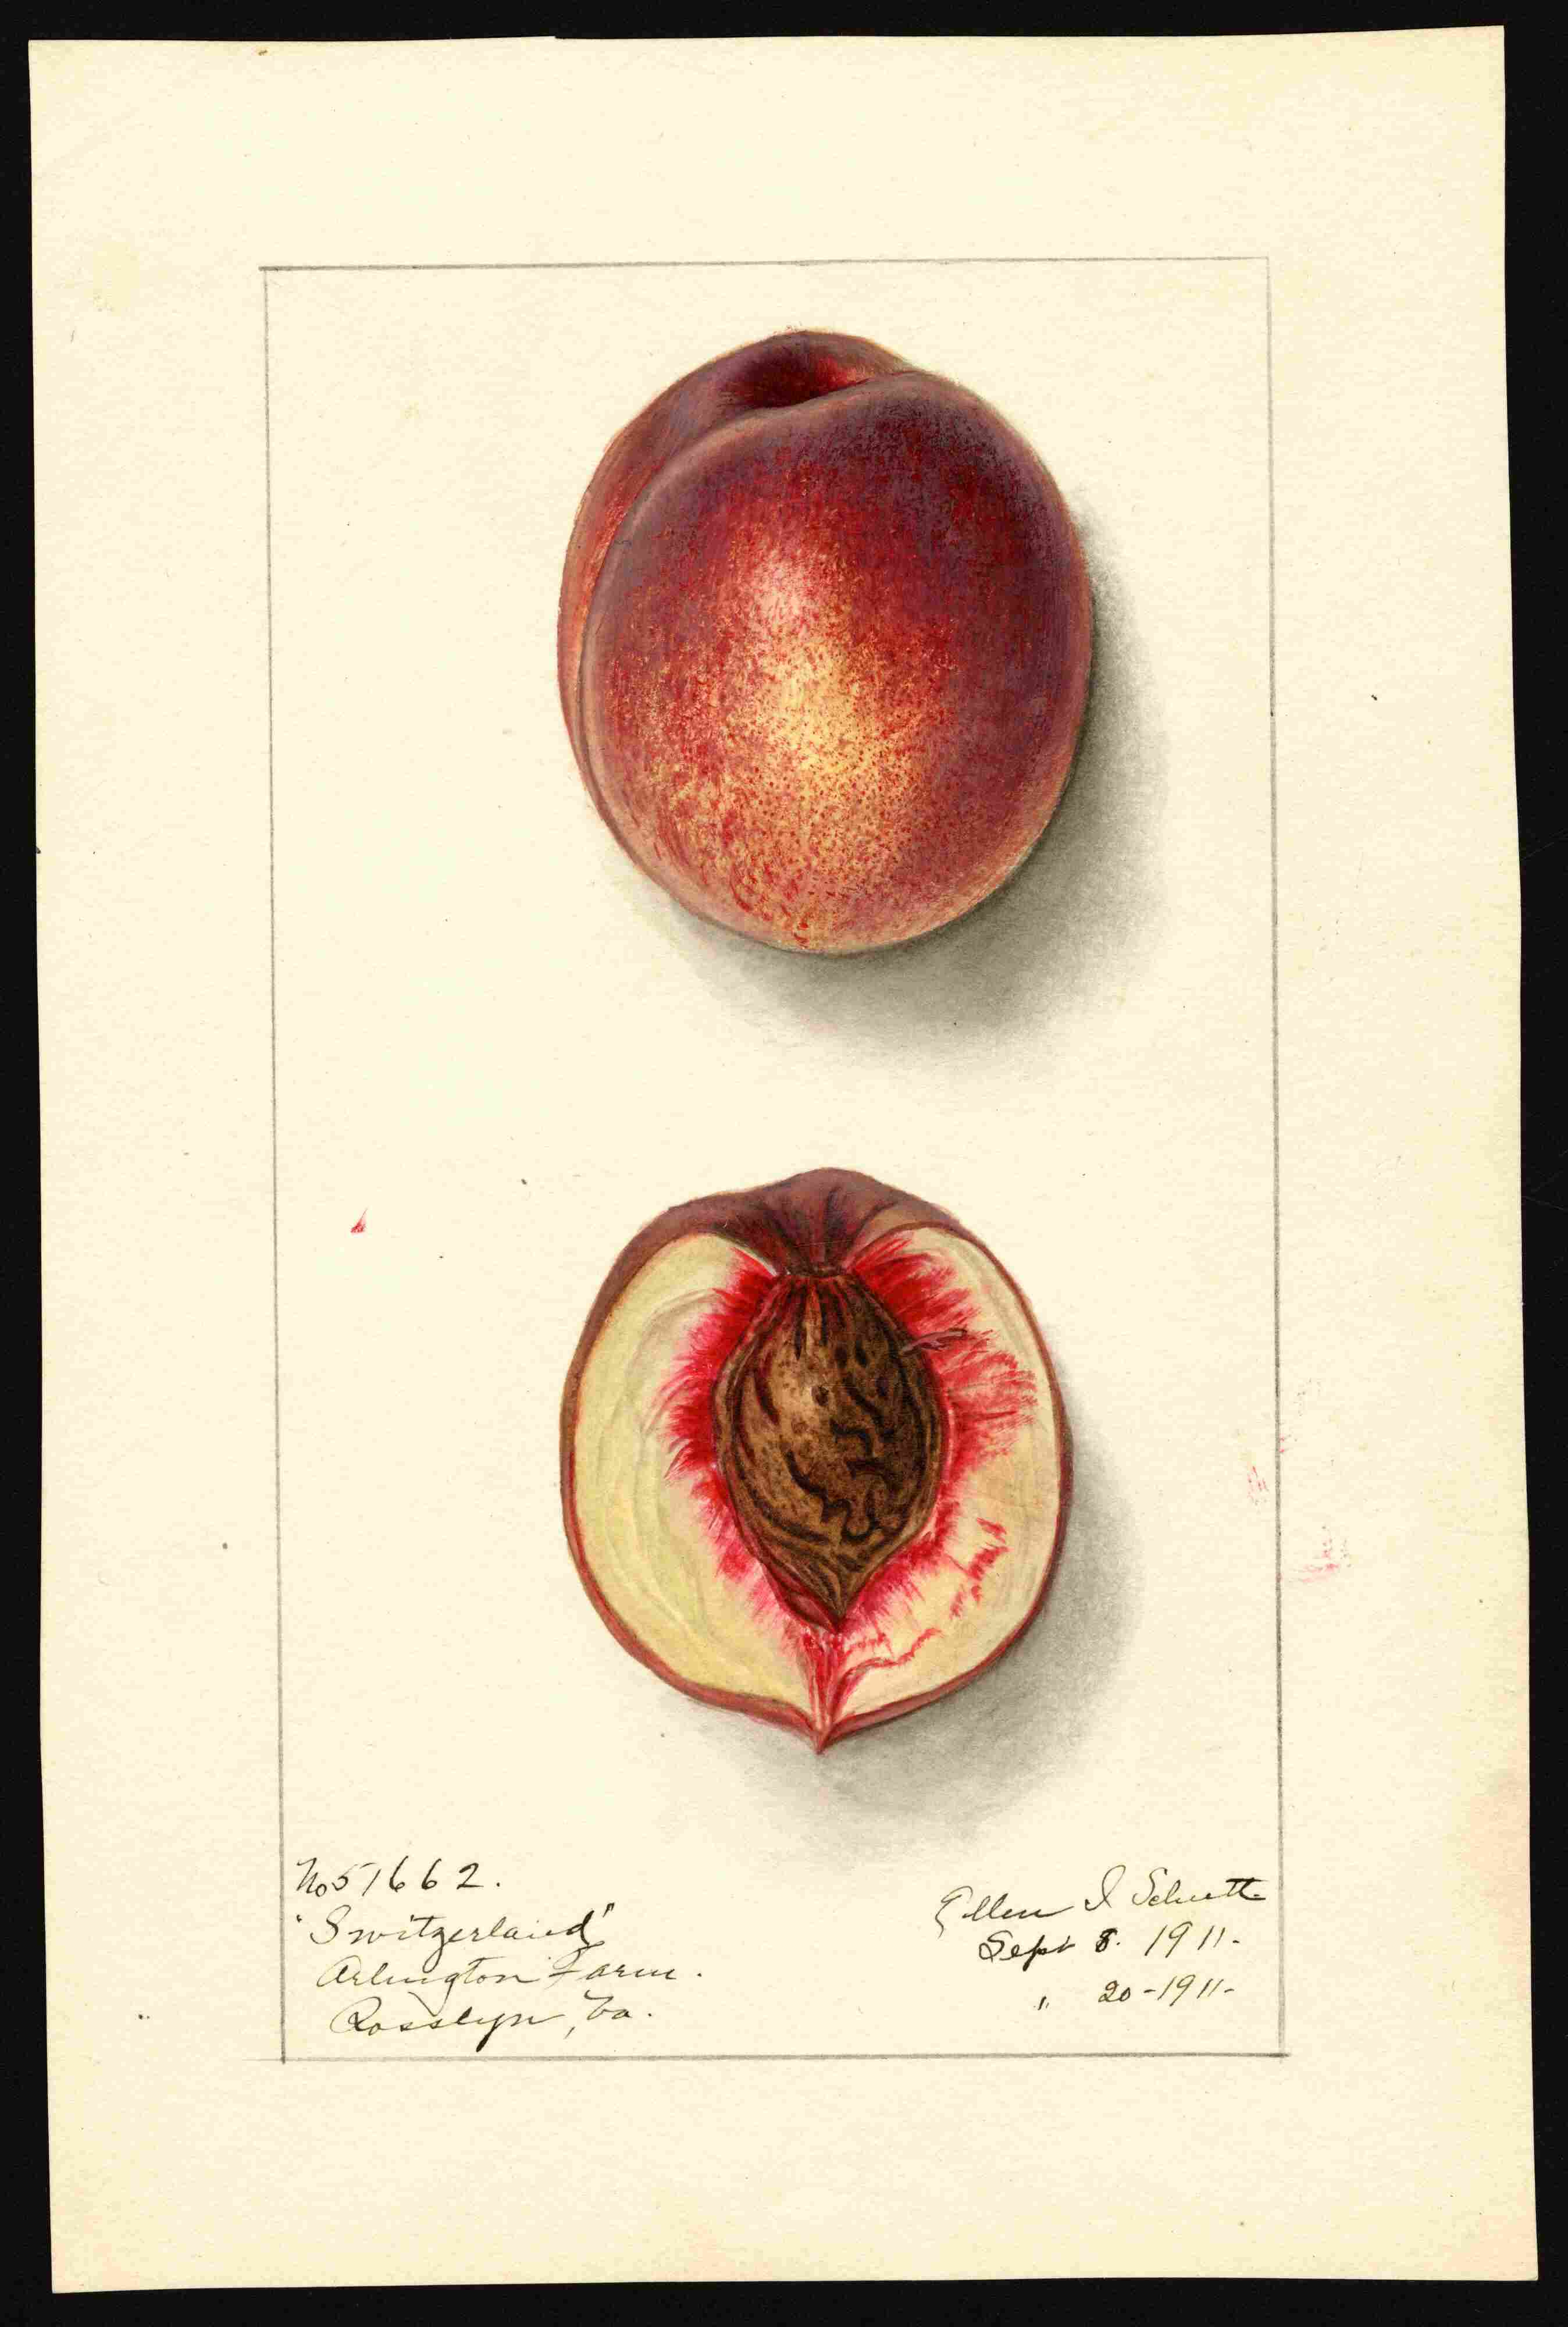 No 51662.
"Switzerland"
Arlington Farm.
Rosslyn, Va.
Ellen I Schutt
Sept 8. 1911-
" 20-1911-